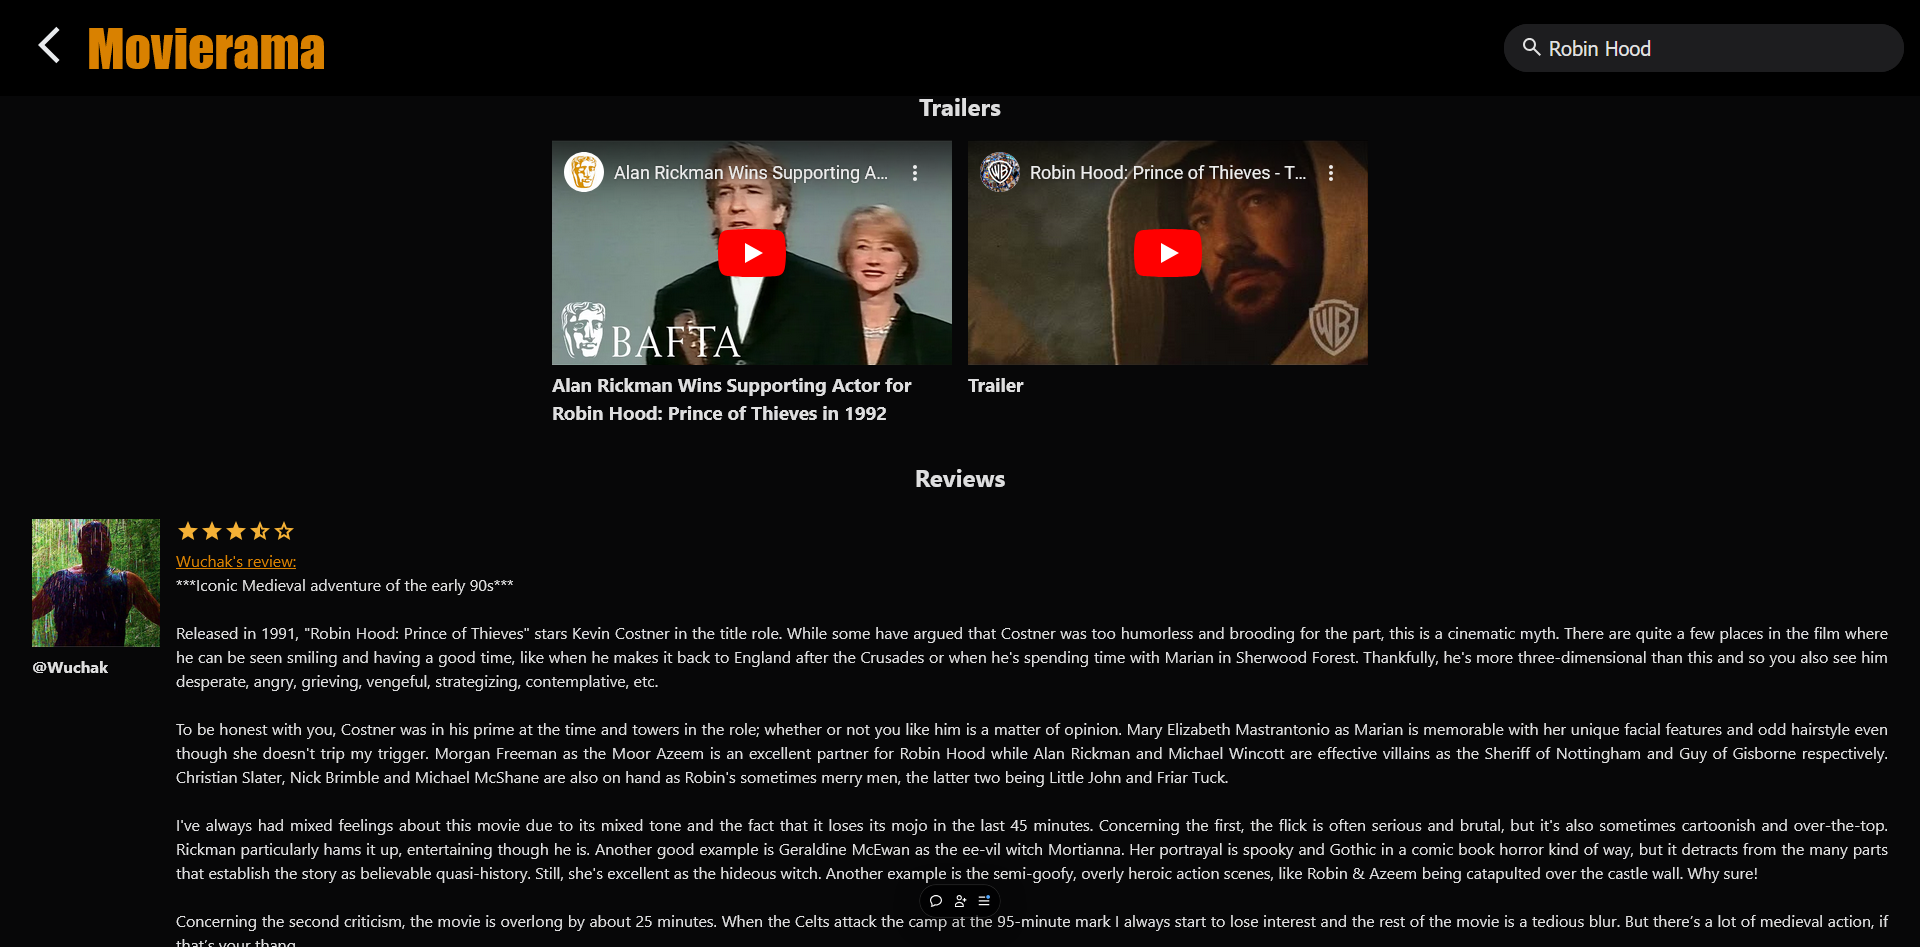 Movierama
Robin Hood
Trailers
Alan Rickman Wins Supporting A...
BAFTA
Robin Hood: Prince of Thieves - T...
WB
Alan Rickman Wins Supporting Actor for
Robin Hood: Prince of Thieves in 1992
Trailer
Reviews
Wuchak's review:
***Iconic Medieval adventure of the early 90s***
Released in 1991, "Robin Hood: Prince of Thieves" stars Kevin Costner in the title role. While some have argued that Costner was too humorless and brooding for the part, this is a cinematic myth. There are quite a few places in the film where
he can be seen smiling and having a good time, like when he makes it back to England after the Crusades or when he's spending time with Marian in Sherwood Forest. Thankfully, he's more three-dimensional than this and so you also see him
desperate, angry, grieving, vengeful, strategizing, contemplative, etc.
@Wuchak
To be honest with you, Costner was in his prime at the time and towers in the role; whether or not you like him is a matter of opinion. Mary Elizabeth Mastrantonio as Marian is memorable with her unique facial features and odd hairstyle even
though she doesn't trip my trigger. Morgan Freeman as the Moor Azeem is an excellent partner for Robin Hood while Alan Rickman and Michael Wincott are effective villains as the Sheriff of Nottingham and Guy of Gisborne respectively.
Christian Slater, Nick Brimble and Michael McShane are also on hand as Robin's sometimes merry men, the latter two being Little John and Friar Tuck.
I've always had mixed feelings about this movie due to its mixed tone and the fact that it loses its mojo in the last 45 minutes. Concerning the first, the flick is often serious and brutal, but it's also sometimes cartoonish and over-the-top.
Rickman particularly hams it up, entertaining though he is. Another good example is Geraldine McEwan as the ee-vil witch Mortianna. Her portrayal is spooky and Gothic in a comic book horror kind of way, but it detracts from the many parts
that establish the story as believable quasi-history. Still, she's excellent as the hideous witch. Another example is the semi-goofy, overly heroic action scenes, like Robin & Azeem being catapulted over the castle wall. Why sure!
Concerning the second criticism, the movie is overlong by about 25 minutes. When the Celts attack the camp at the 95-minute mark I always start to lose interest and the rest of the movie is a tedious blur. But there’s a lot of medieval action, if
that’s your thang.